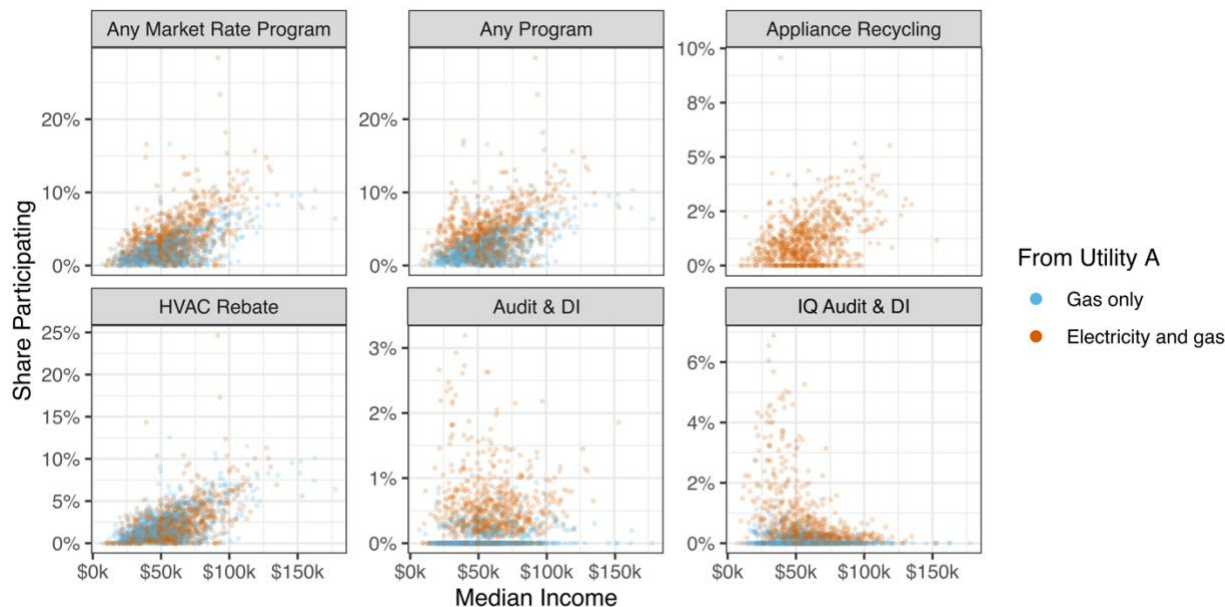 Any Market Rate Program
Any Program
Appliance Recycling
20%
10%
0%
20%
10%
0%
10%
8%
5%
2%
0%
Share Participating
From Utility A
Gas only
Electricity and gas
HVAC Rebate
Audit & DI
IQ Audit & DI
25%
20%
15%
10%
5%
0%
3%
2%
1%
0%
6%
4%
2%
0%
$0k $50k $100k $150k
$0k $50k $100k $150k
$0k $50k $100k $150k
Median Income